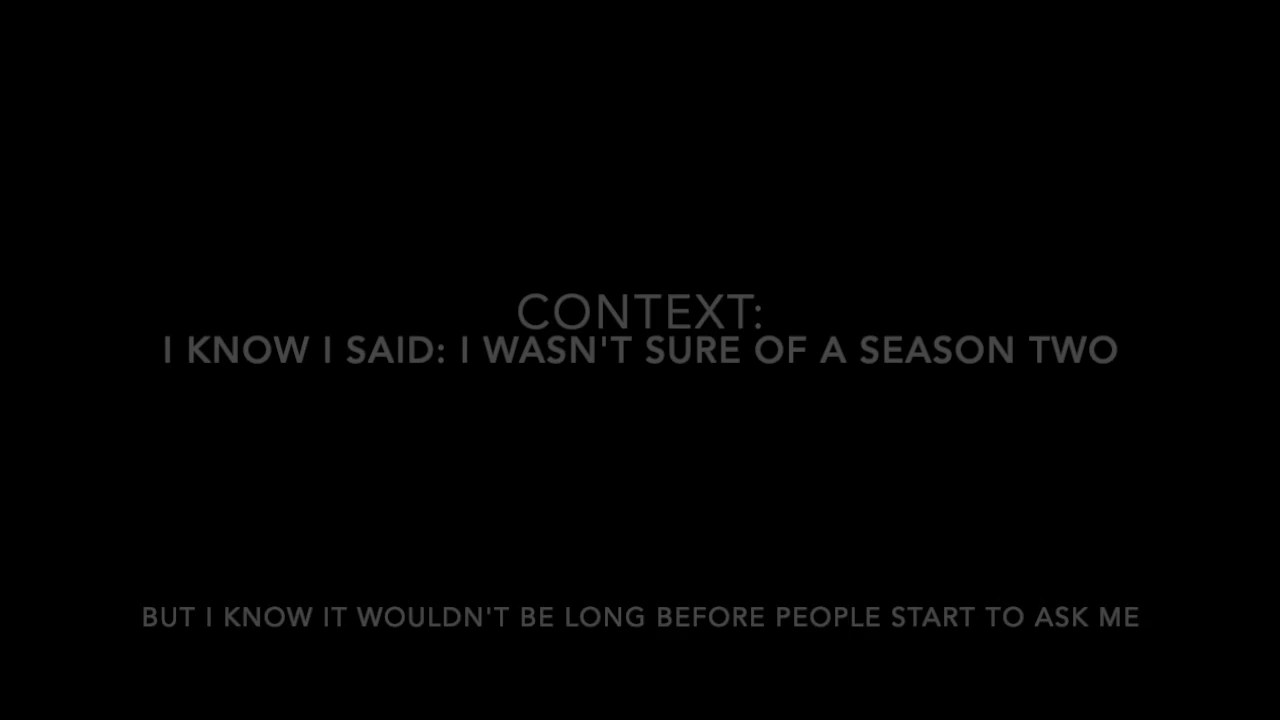 CONTEXT:
I KNOW I SAID: I WASN'T SURE OF A SEASON TWO
BUT I KNOW IT WOULDN'T BE LONG BEFORE PEOPLE START TO ASK ME